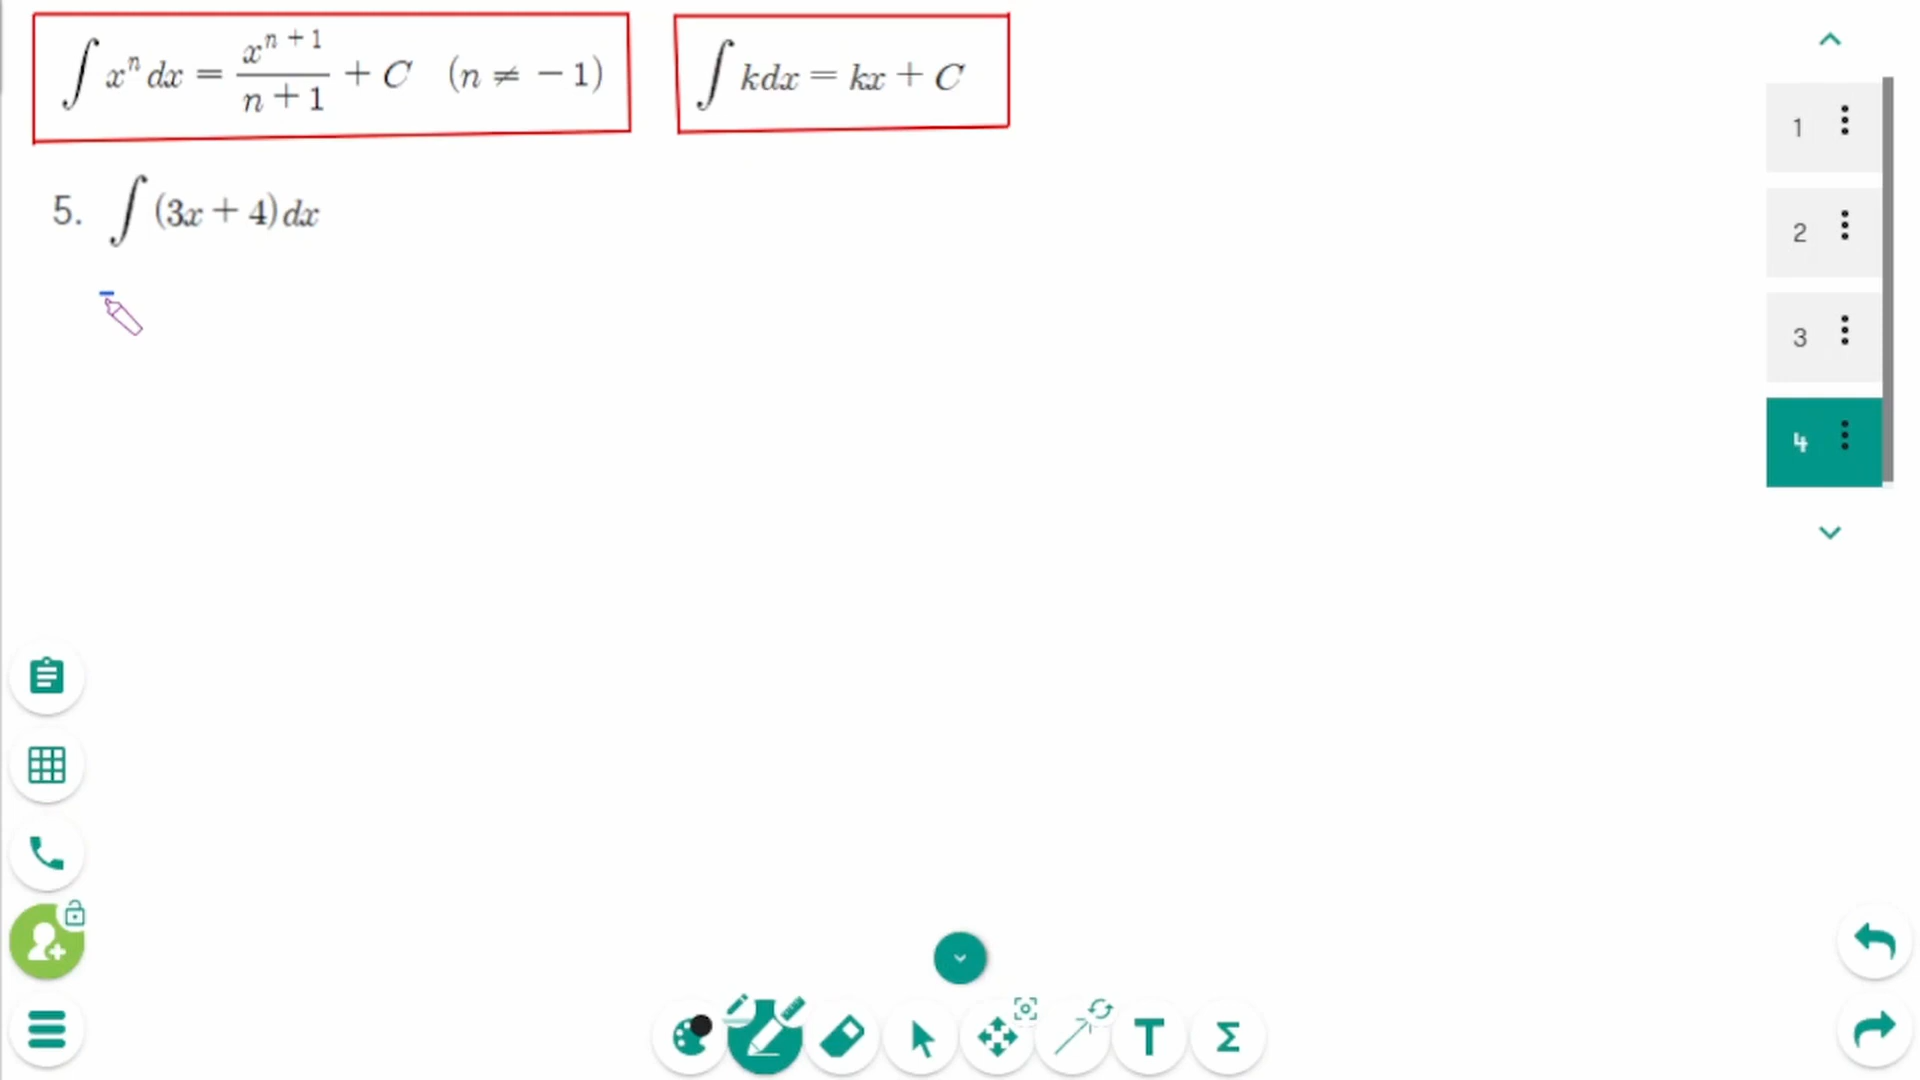 ∫ xⁿ dx = xⁿ⁺¹/(n+1) + C (n ≠ −1)
∫ kdx = kx + C
5. ∫ (3x + 4) dx
1
2
3
4
T
Σ